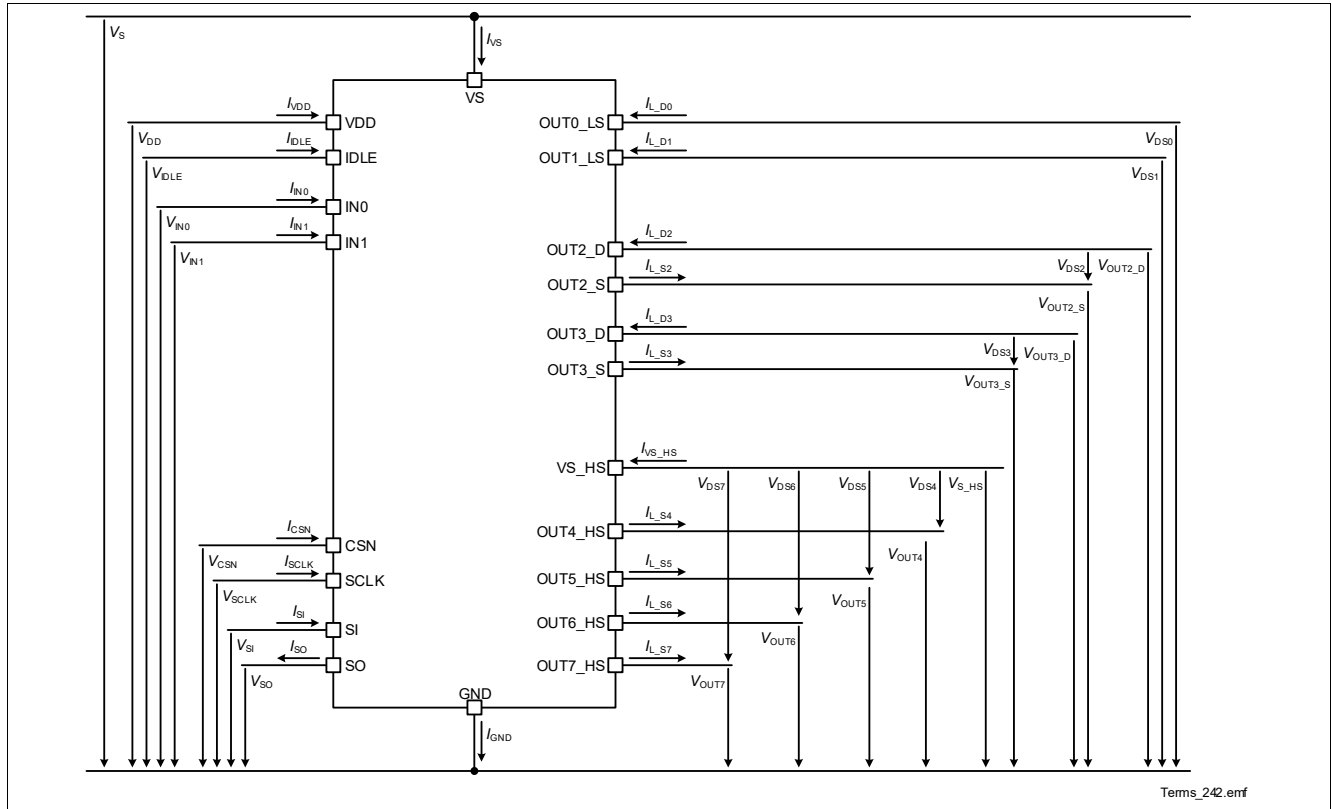 VS
IVS
VS
IVDD
VDD
VDD
IIDLE
IDLE
VIDLE
IIN0
IN0
VIN0
IIN1
IN1
VIN1
ICSN
CSN
VCSN
ISCLK
SCLK
VSCLK
ISI
SI
VSI
ISO
SO
VSO
GND
IGND
OUT0_LS
IL_D0
VDS0
OUT1_LS
IL_D1
VDS1
OUT2_D
IL_D2
VDS2
VOUT2_D
OUT2_S
IL_S2
VOUT2_S
OUT3_D
IL_D3
VDS3
VOUT3_D
OUT3_S
IL_S3
VOUT3_S
VS_HS
IVS_HS
VDS7
VDS6
VDS5
VDS4
VS_HS
OUT4_HS
IL_S4
VOUT4
OUT5_HS
IL_S5
VOUT5
OUT6_HS
IL_S6
VOUT6
OUT7_HS
IL_S7
VOUT7
Terms_242.emf